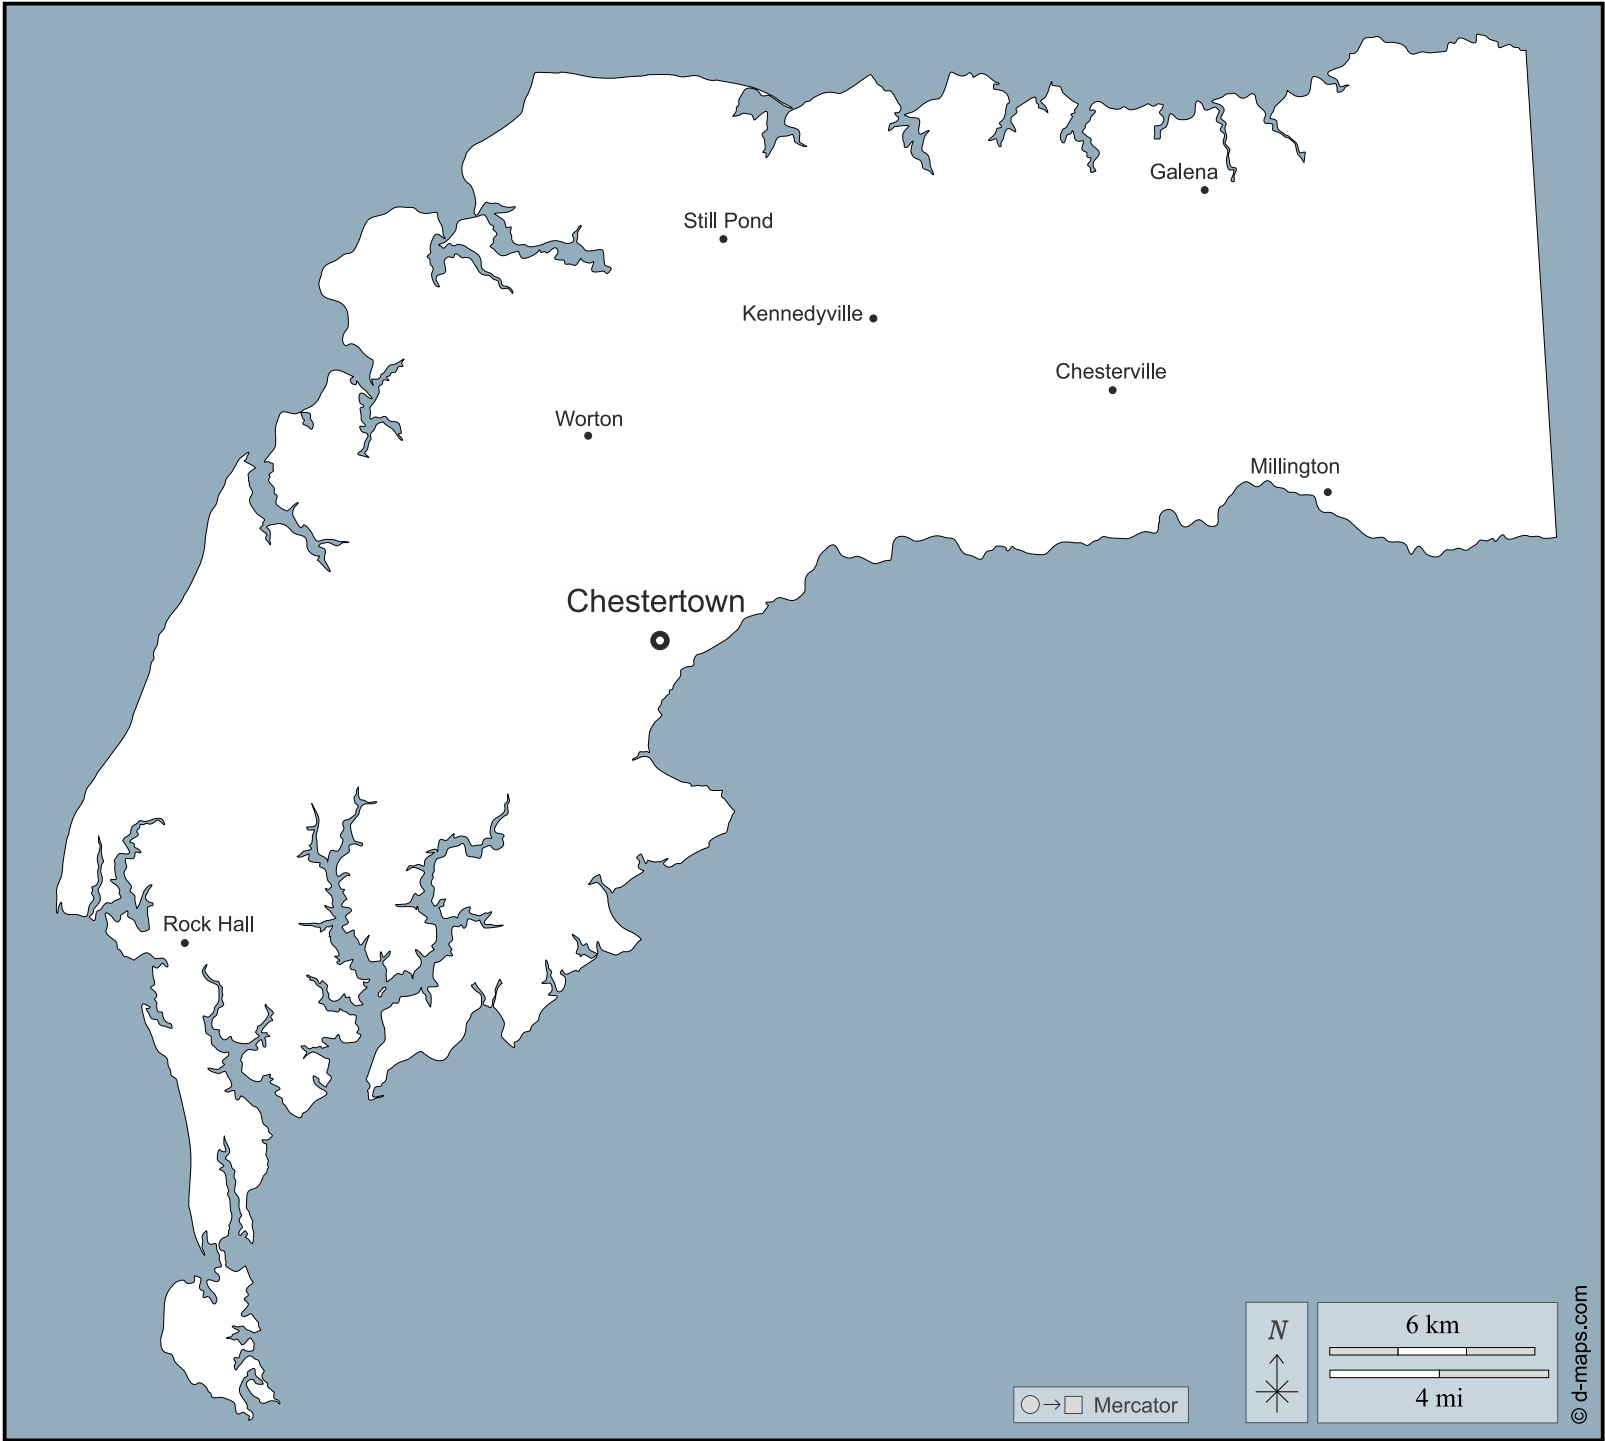 Galena
Still Pond
Kennedyville
Chesterville
Worton
Millington
Chestertown
Rock Hall
N
6 km
4 mi
Mercator
© d-maps.com